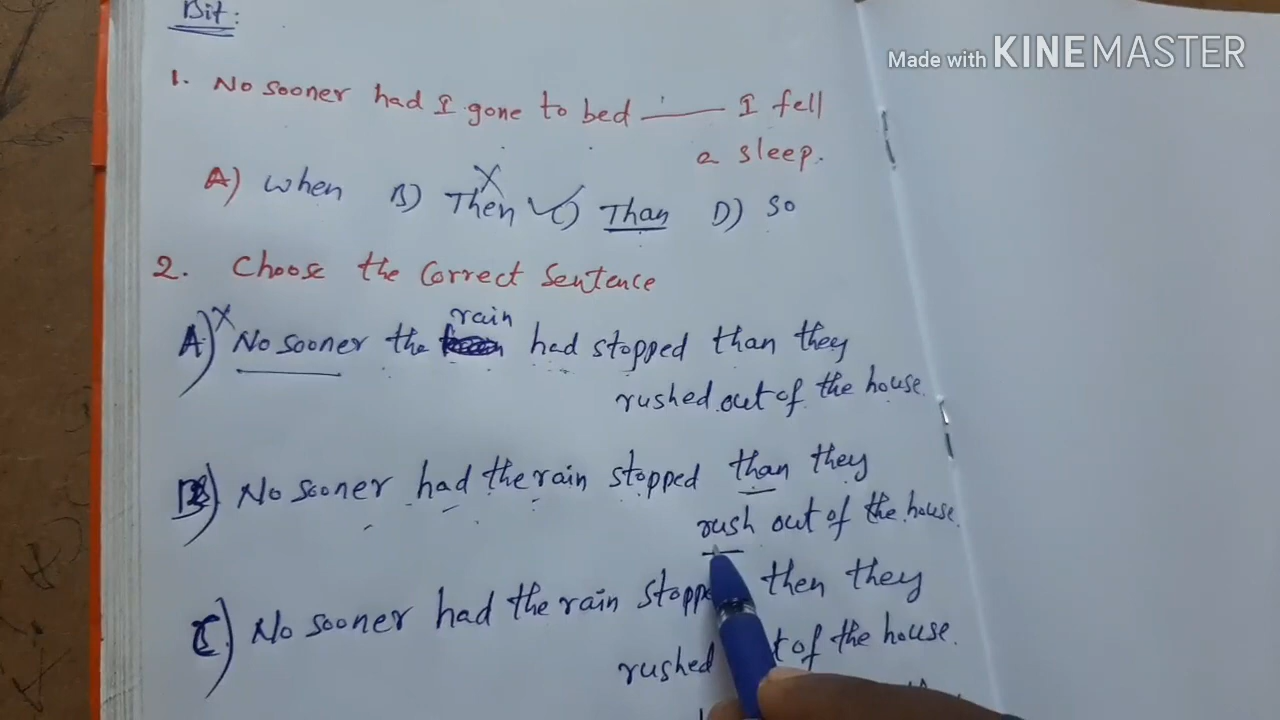 Bit:
Made with KINEMASTER
1. No sooner had I gone to bed —— I fell
a sleep.
A) when B) Then C) Than D) so
2. Choose the Correct Sentence
A) No sooner the rain had stopped than they
rushed out of the house.
B) No sooner had the rain stopped than they
rush out of the house.
C) No sooner had the rain stopped then they
rushed of the house.